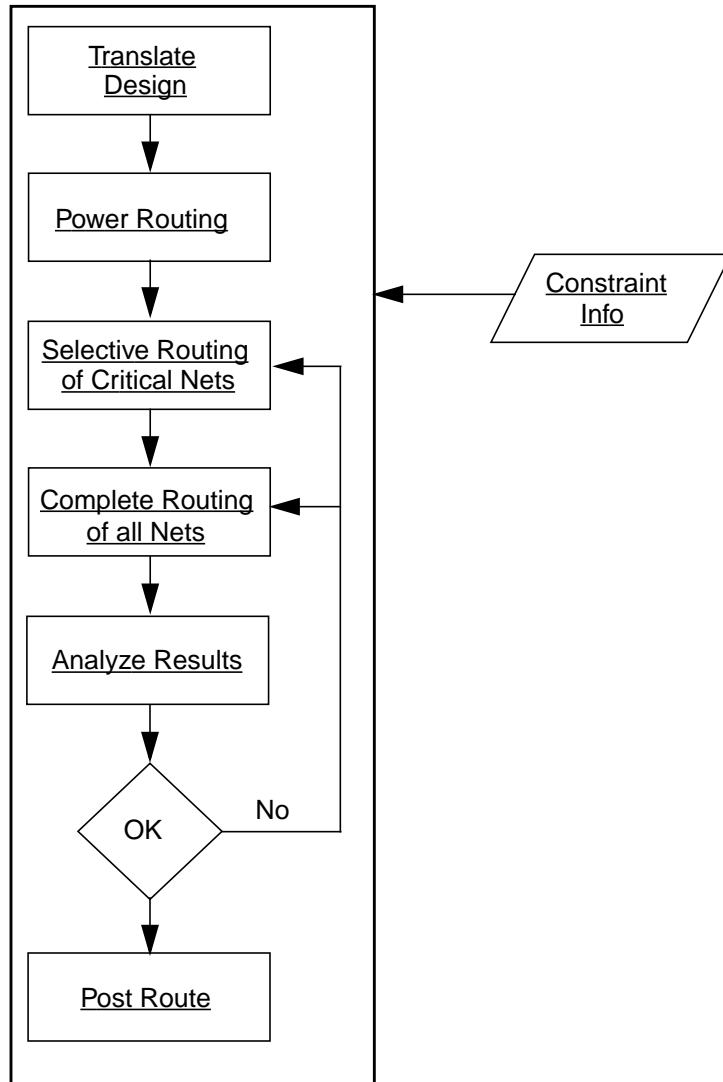 Translate
Design
Power Routing
Constraint
Info
Selective Routing
of Critical Nets
Complete Routing
of all Nets
Analyze Results
OK
No
Post Route